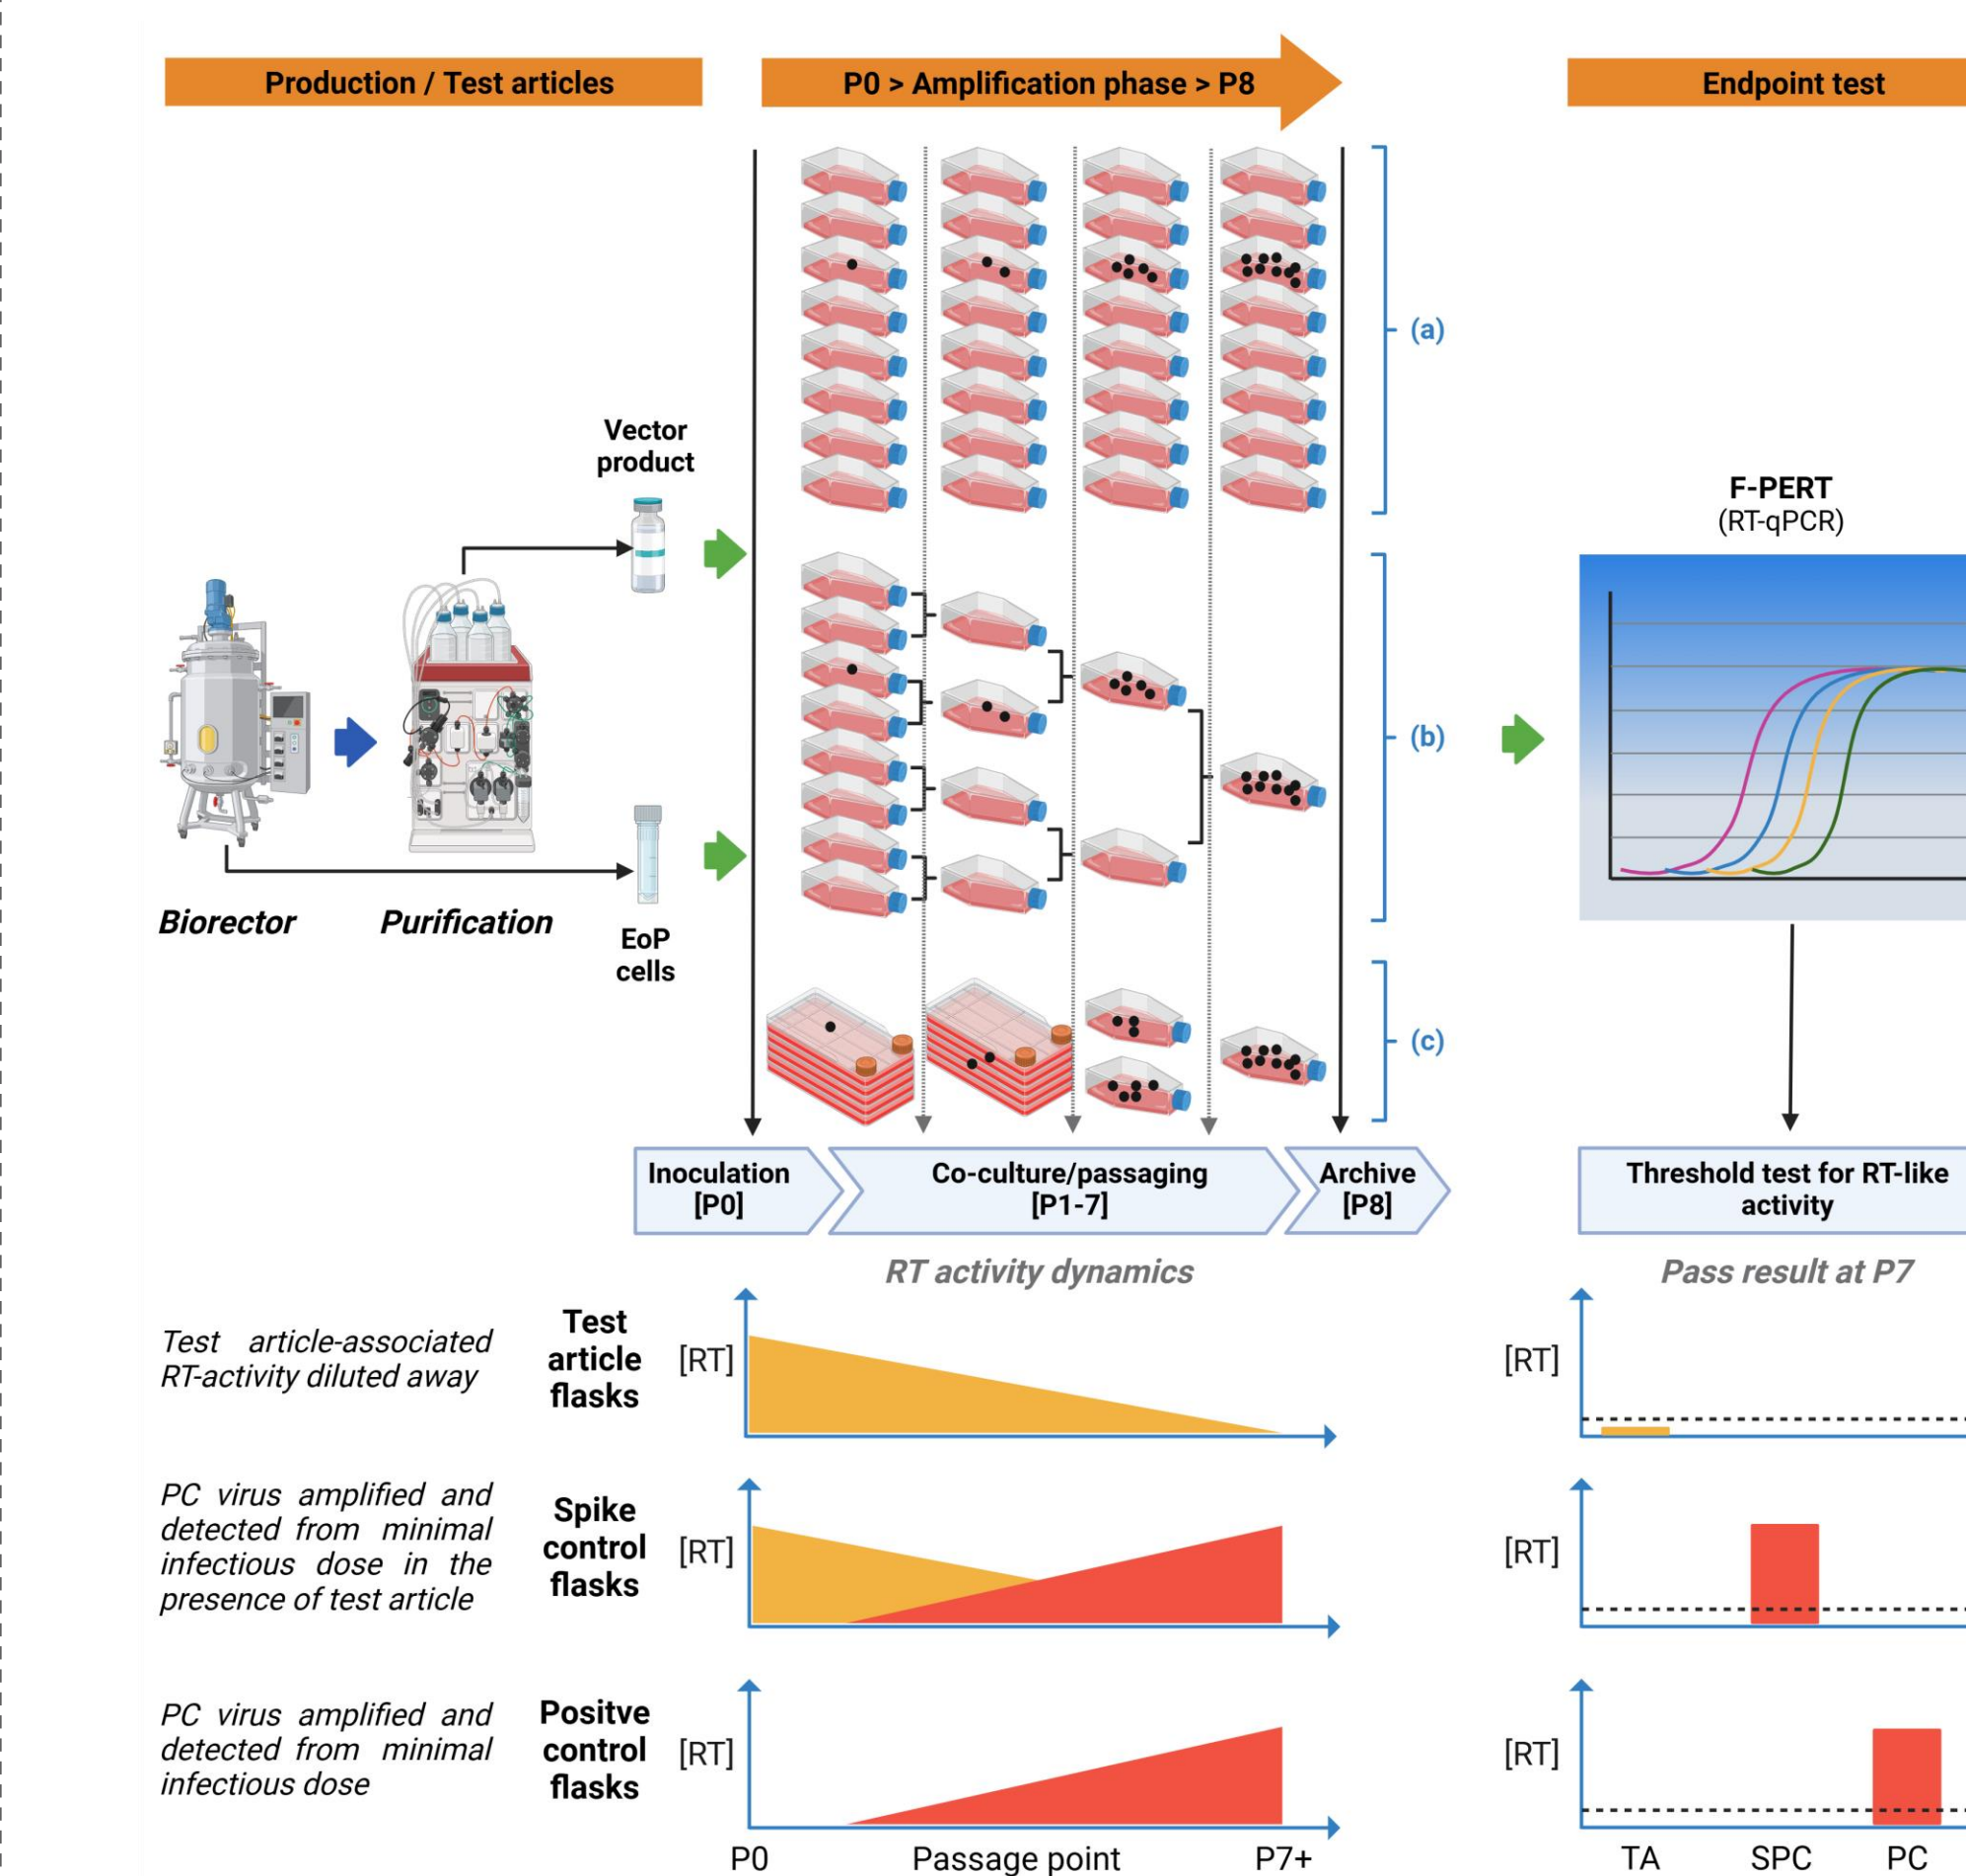 Production / Test articles
P0 > Amplification phase > P8
Endpoint test
(a)
Vector
product
F-PERT
(RT-qPCR)
(b)
Biorector
Purification
EoP
cells
(c)
Inoculation
[P0]
Co-culture/passaging
[P1-7]
Archive
[P8]
Threshold test for RT-like
activity
RT activity dynamics
Pass result at P7
Test article-associated
RT-activity diluted away
Test
article
flasks
[RT]
[RT]
PC virus amplified and
detected from minimal
infectious dose in the
presence of test article
Spike
control
flasks
[RT]
[RT]
PC virus amplified and
detected from minimal
infectious dose
Positve
control
flasks
[RT]
[RT]
P0
Passage point
P7+
TA
SPC
PC